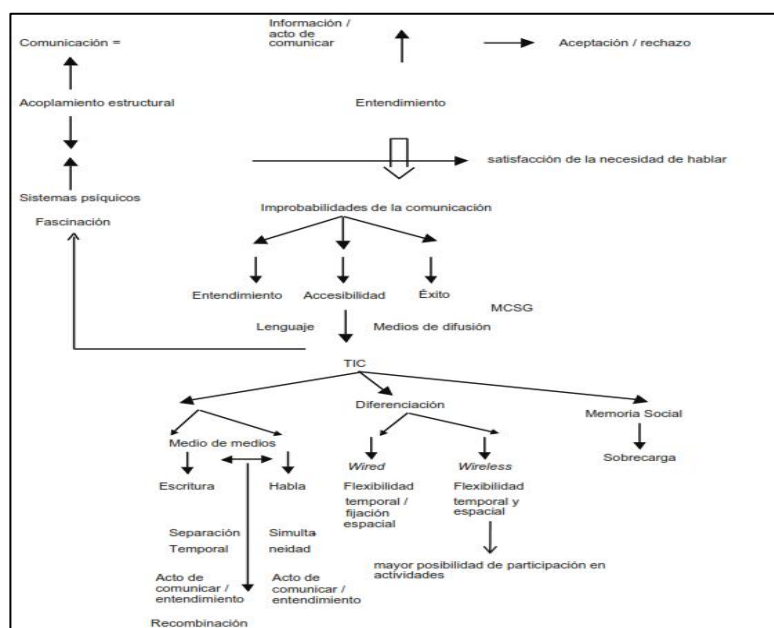 Información /
acto de
comunicar
Comunicación =
Aceptación / rechazo
Acoplamiento estructural
Entendimiento
satisfacción de la necesidad de hablar
Sistemas psíquicos
Fascinación
Improbabilidades de la comunicación
Entendimiento
Accesibilidad
Éxito
MCSG
Lenguaje
Medios de difusión
TIC
Diferenciación
Memoria Social
Medio de medios
Wired
Wireless
Sobrecarga
Escritura
Habla
Flexibilidad
temporal /
fijación
espacial
Flexibilidad
temporal y
espacial
Separación
Temporal
Simulta
neidad
mayor posibilidad de participación en
actividades
Acto de
comunicar /
entendimiento
Acto de
comunicar /
entendimiento
Recombinación